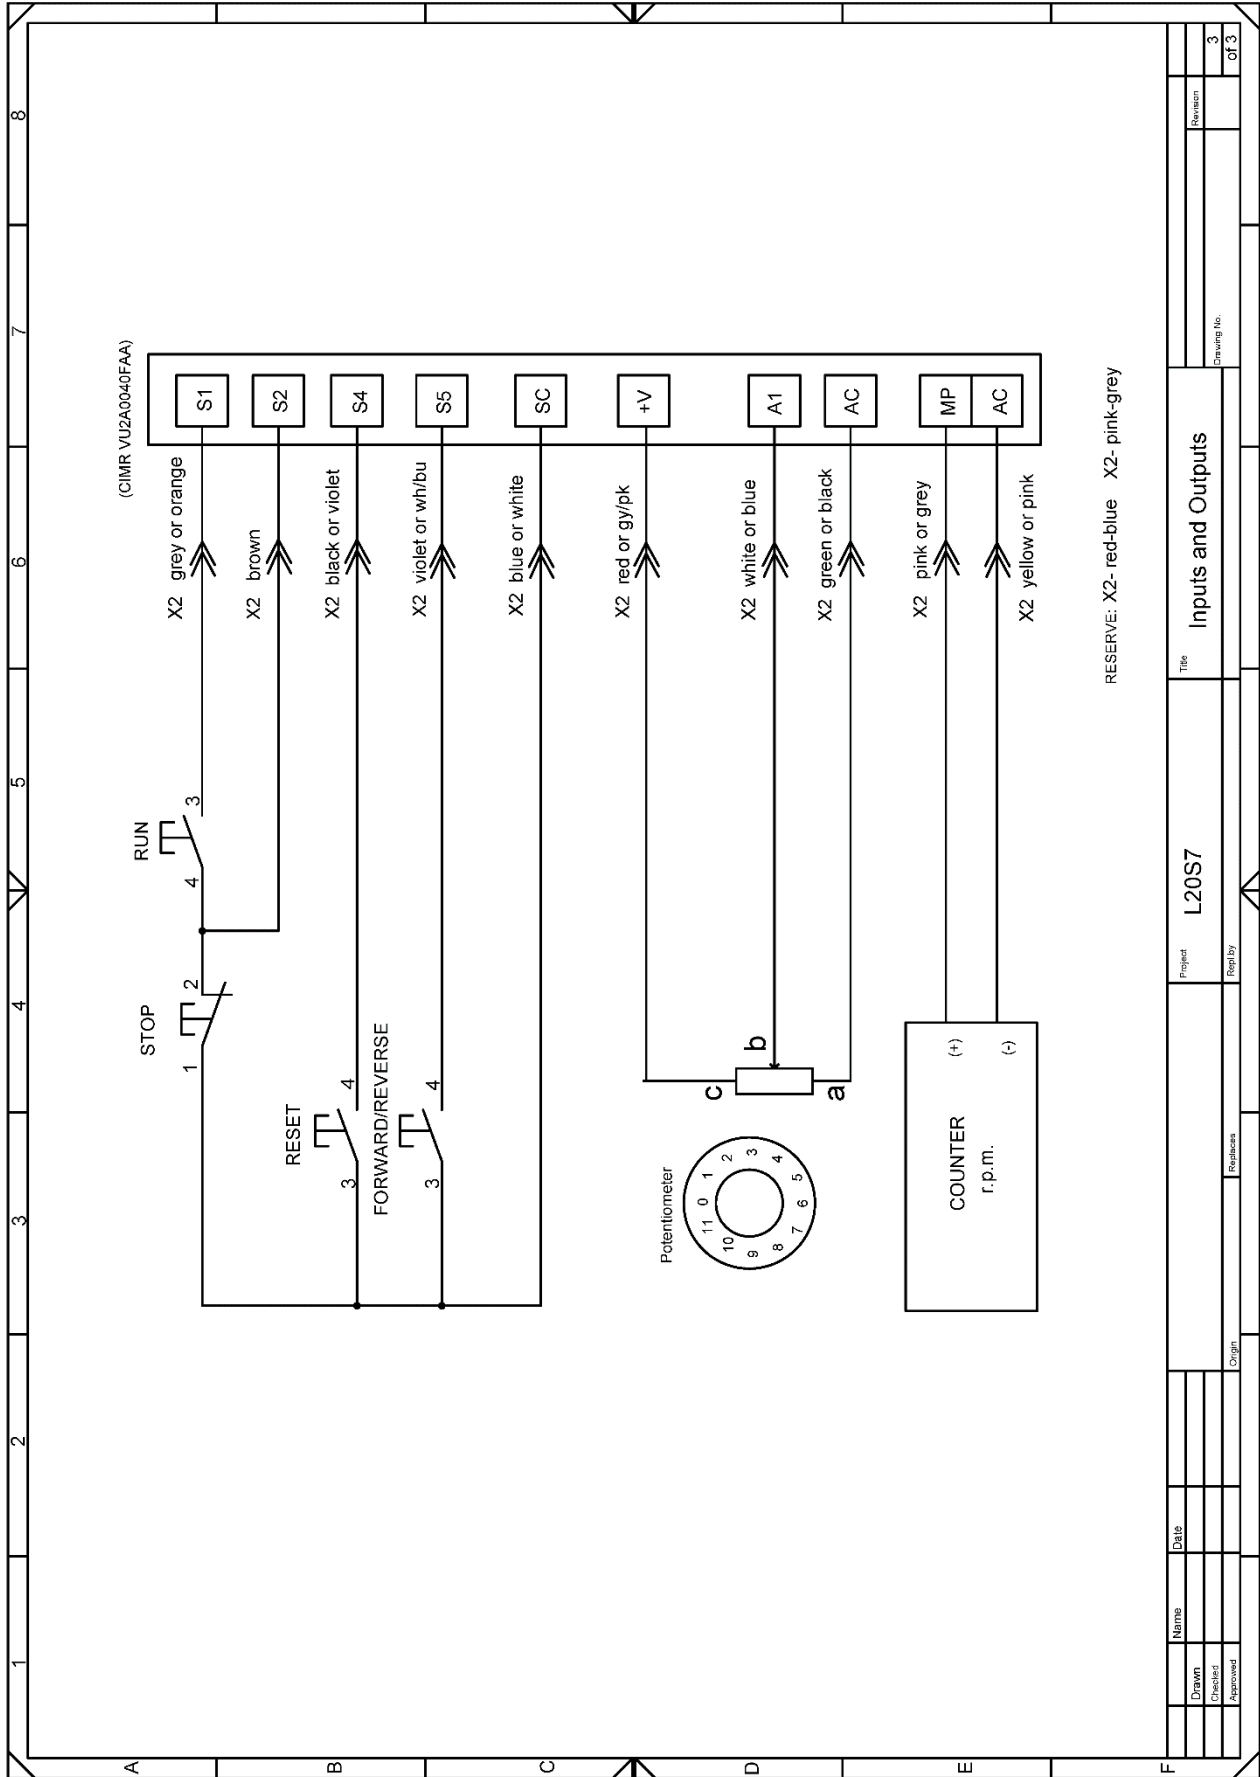 1 2 3 4 5 6 7 8
A
B
C
D
E
F
(CIMR VU2A0040FAA)
RUN
STOP
1 2 4 3
X2 grey or orange S1
X2 brown S2
RESET
3 4
X2 black or violet S4
FORWARD/REVERSE
3 4
X2 violet or wh/bu S5
X2 blue or white SC
Potentiometer
0 1 2 3 4 5 6 7 8 9 10 11
c
b
a
X2 red or gy/pk +V
X2 white or blue A1
X2 green or black AC
COUNTER
r.p.m.
(+)
(-)
X2 pink or grey MP
X2 yellow or pink AC
RESERVE: X2- red-blue X2- pink-grey
Name Date
Drawn
Checked
Approved
Origin
Replaces
Project
L20S7
Repl.by
Title
Inputs and Outputs
Drawing No.
Revision
3
of 3